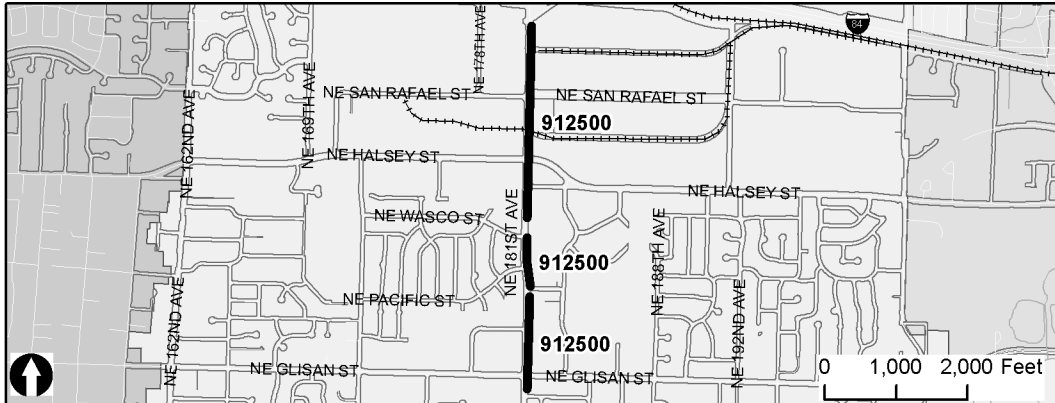 NE 178TH AVE
84
NE SAN RAFAEL ST
NE SAN RAFAEL ST
NE 169TH AVE
NE 162ND AVE
912500
NE HALSEY ST
NE HALSEY ST
NE WASCO ST
NE 181ST AVE
NE 188TH AVE
912500
NE PACIFIC ST
NE 162ND AVE
NE 192ND AVE
912500
NE GLISAN ST
NE GLISAN ST
0 1,000 2,000 Feet